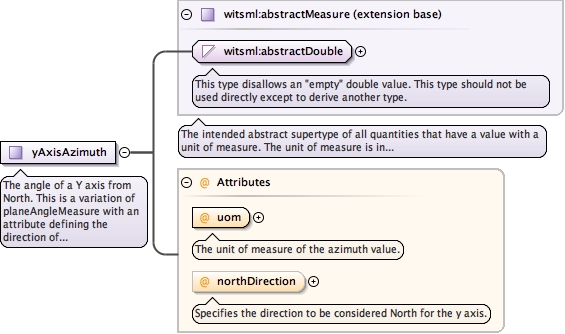 witsml:abstractMeasure (extension base)
witsml:abstractDouble
This type disallows an "empty" double value. This type should not be
used directly except to derive another type.
The intended abstract supertype of all quantities that have a value with a
unit of measure. The unit of measure is in...
yAxisAzimuth
The angle of a Y axis from
North. This is a variation of
planeAngleMeasure with an
attribute defining the
direction of...
@ Attributes
@ uom
The unit of measure of the azimuth value.
@ northDirection
Specifies the direction to be considered North for the y axis.